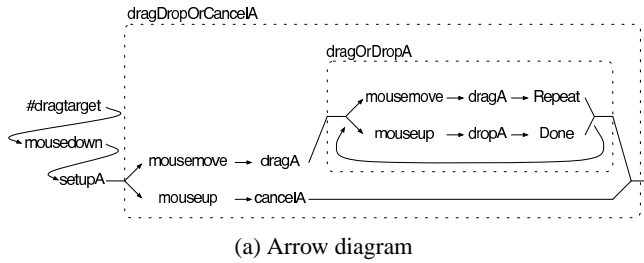 dragDropOrCancelA
dragOrDropA
#dragtarget
mousemove dragA Repeat
mousedown
mouseup dropA Done
mousemove dragA
setupA
mouseup cancelA
(a) Arrow diagram